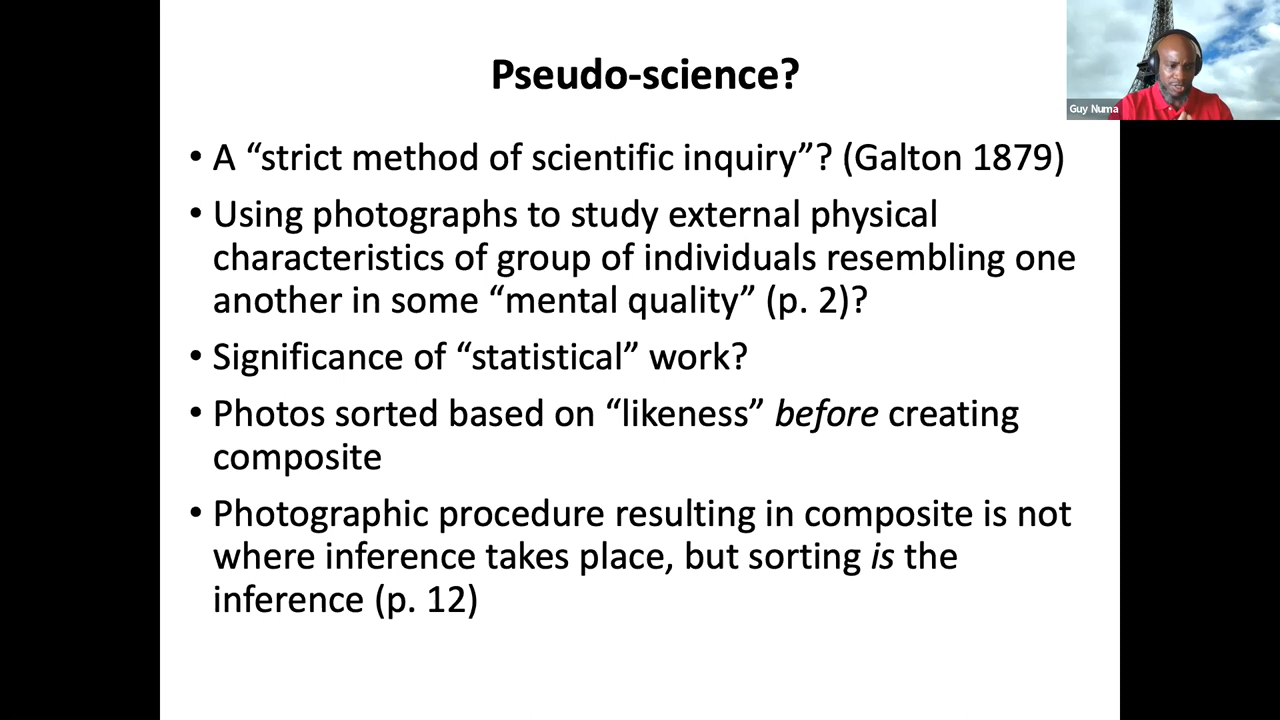 Pseudo-science?
Guy Numa
• A “strict method of scientific inquiry”? (Galton 1879)
• Using photographs to study external physical
characteristics of group of individuals resembling one
another in some “mental quality” (p. 2)?
• Significance of “statistical” work?
• Photos sorted based on “likeness” before creating
composite
• Photographic procedure resulting in composite is not
where inference takes place, but sorting is the
inference (p. 12)